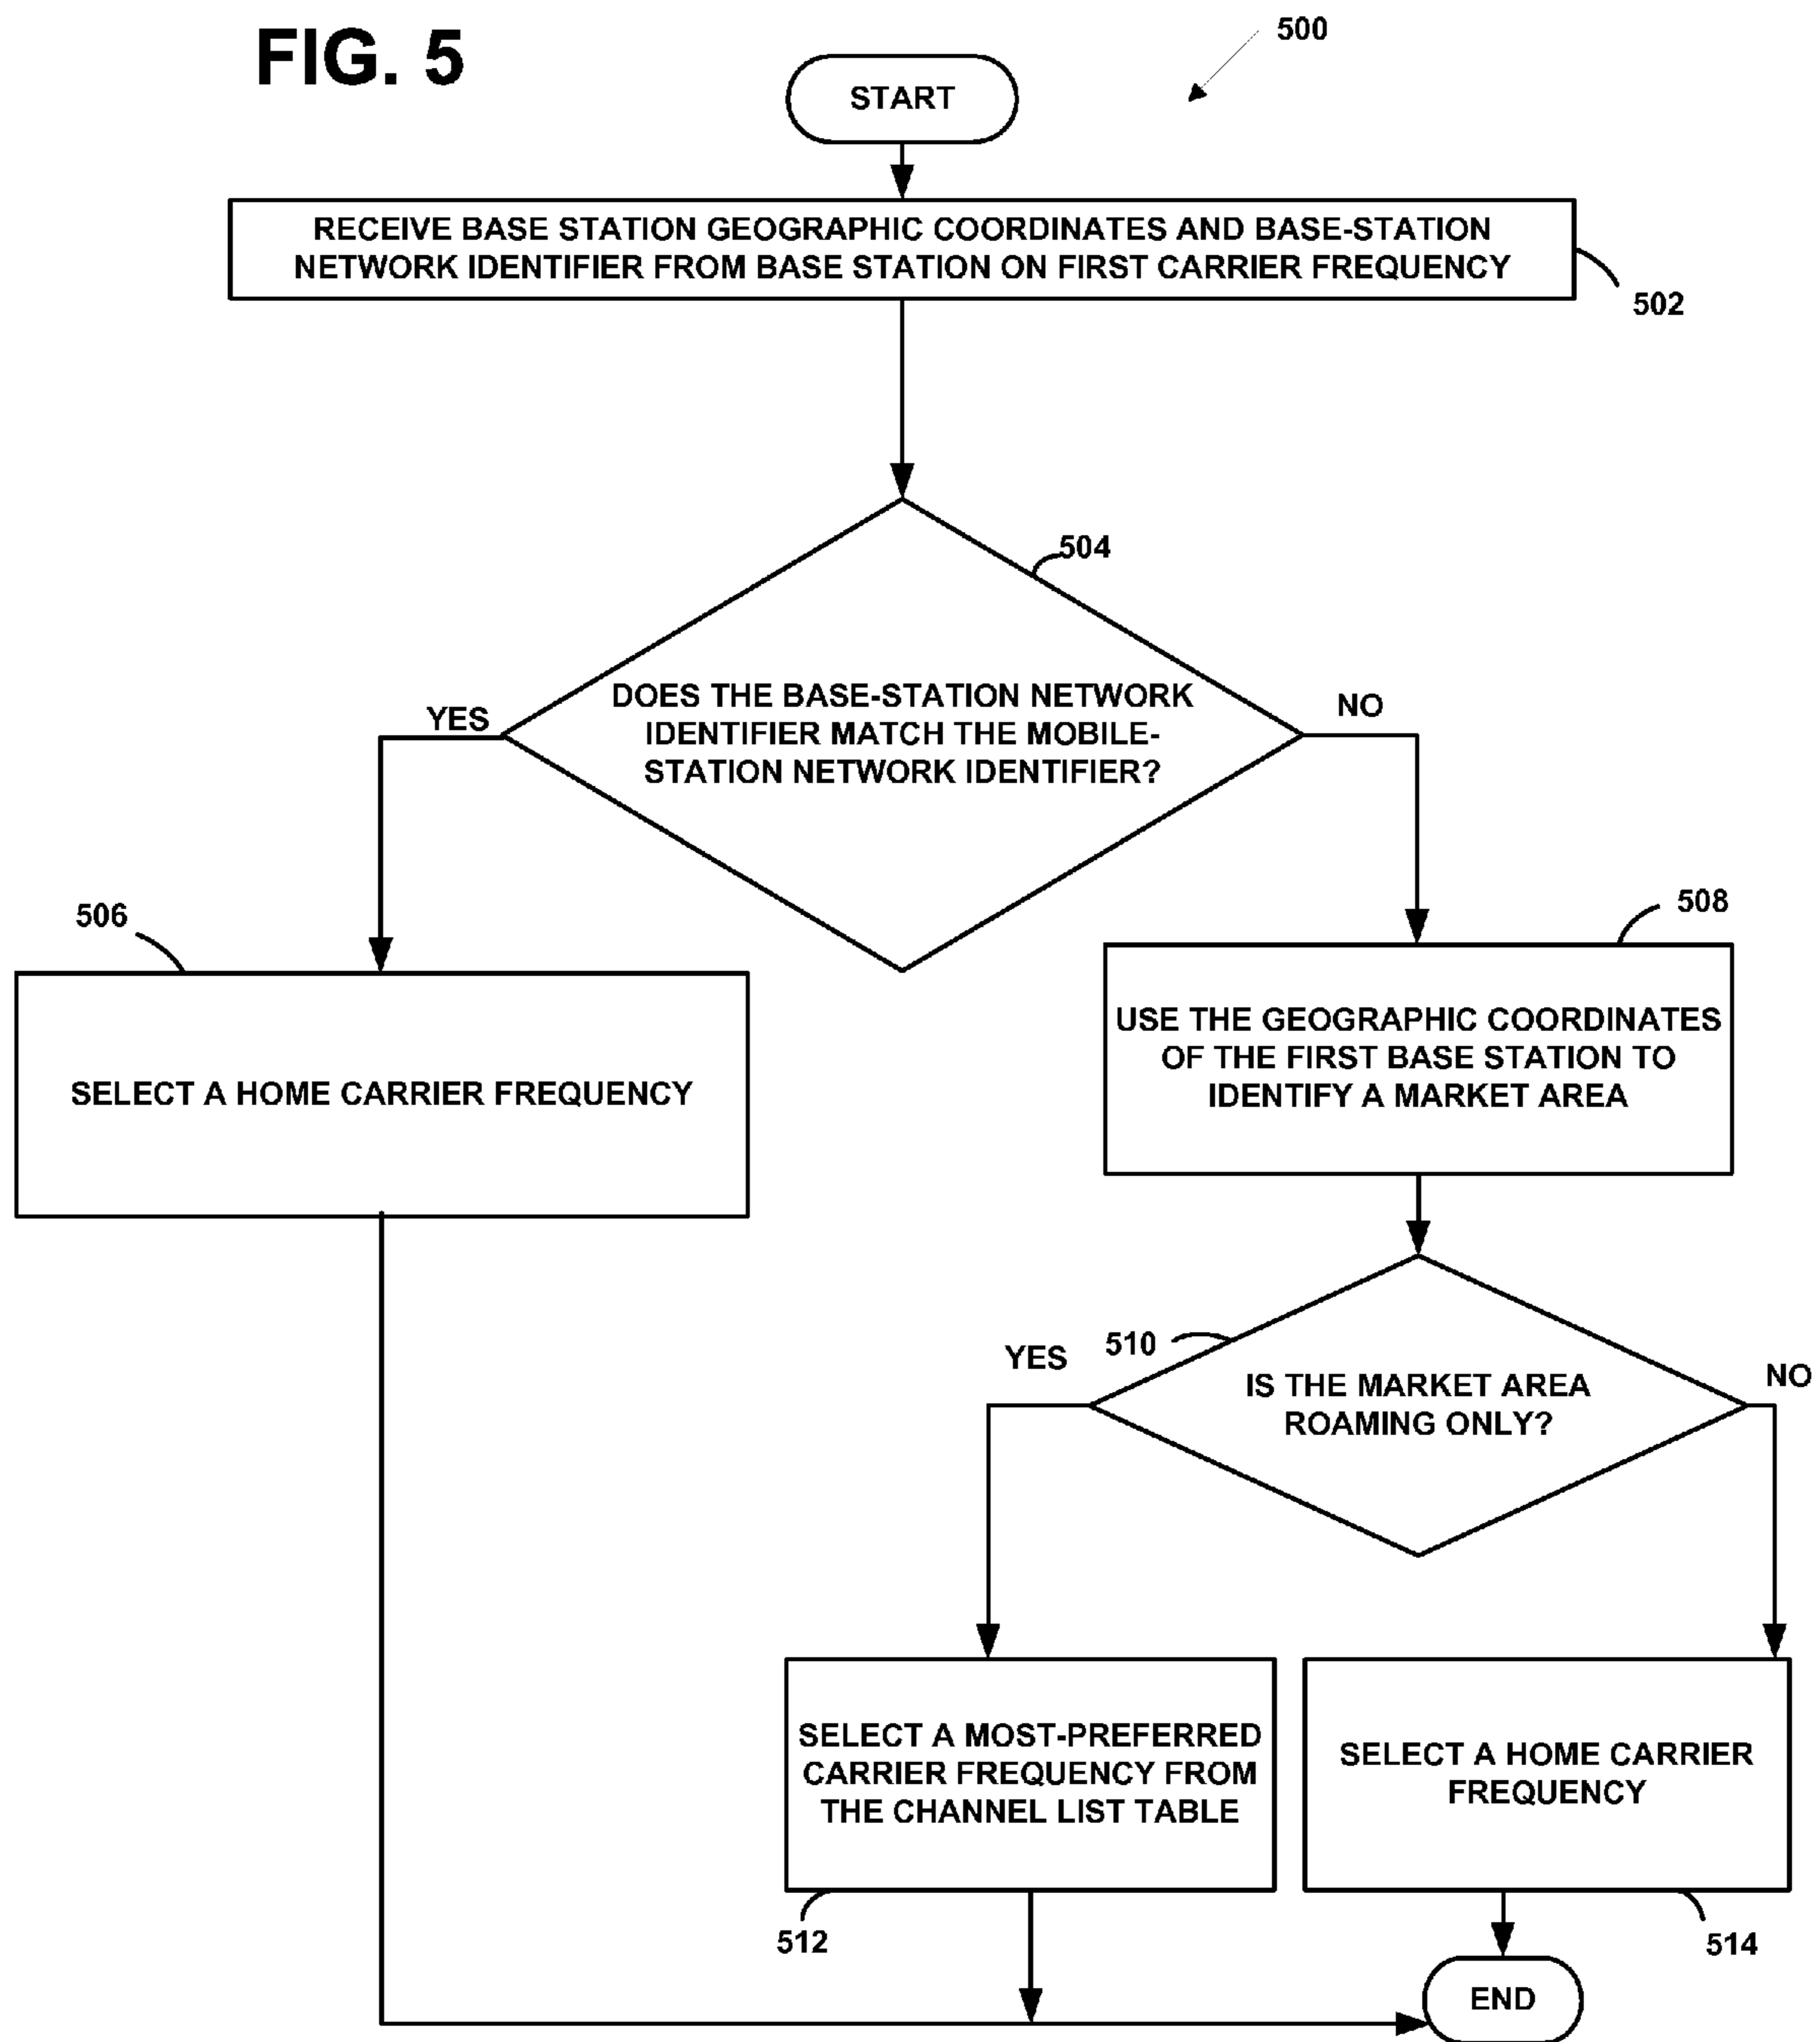 FIG. 5
500
START
RECEIVE BASE STATION GEOGRAPHIC COORDINATES AND BASE-STATION
NETWORK IDENTIFIER FROM BASE STATION ON FIRST CARRIER FREQUENCY
502
504
DOES THE BASE-STATION NETWORK
IDENTIFIER MATCH THE MOBILE-
STATION NETWORK IDENTIFIER?
YES
NO
506
SELECT A HOME CARRIER FREQUENCY
508
USE THE GEOGRAPHIC COORDINATES
OF THE FIRST BASE STATION TO
IDENTIFY A MARKET AREA
510
YES
IS THE MARKET AREA
ROAMING ONLY?
NO
SELECT A MOST-PREFERRED
CARRIER FREQUENCY FROM
THE CHANNEL LIST TABLE
512
SELECT A HOME CARRIER
FREQUENCY
514
END